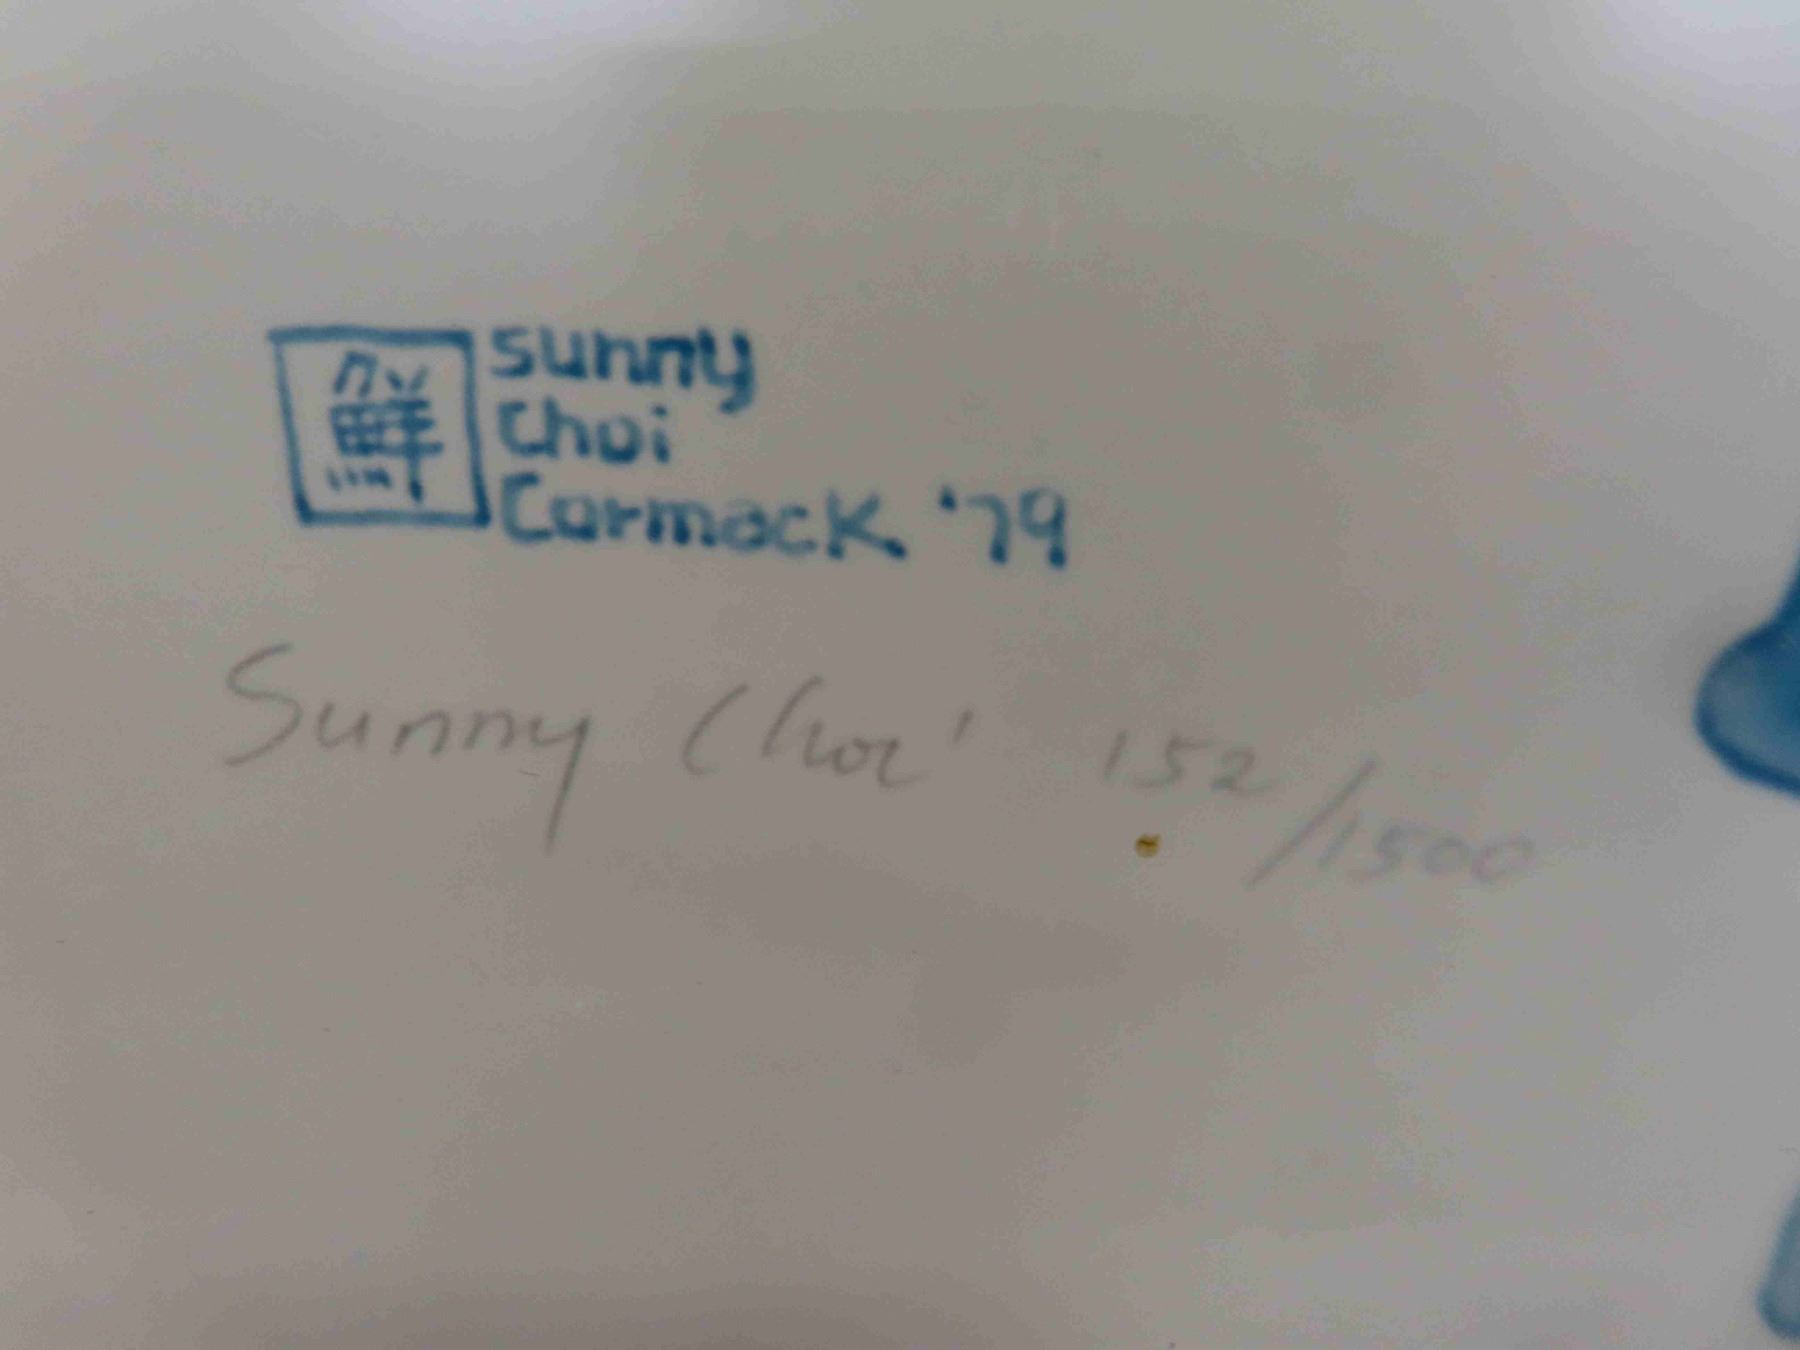 鮮 sunny
Choi
Cormack '79
Sunny Choi 152/1500